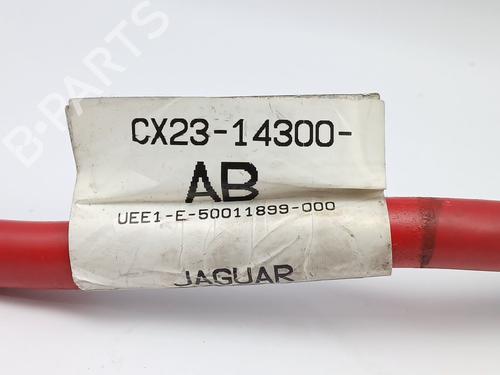 B-PARTS
CX23-14300-
AB
UEE1-E-50011899-000
JAGUAR